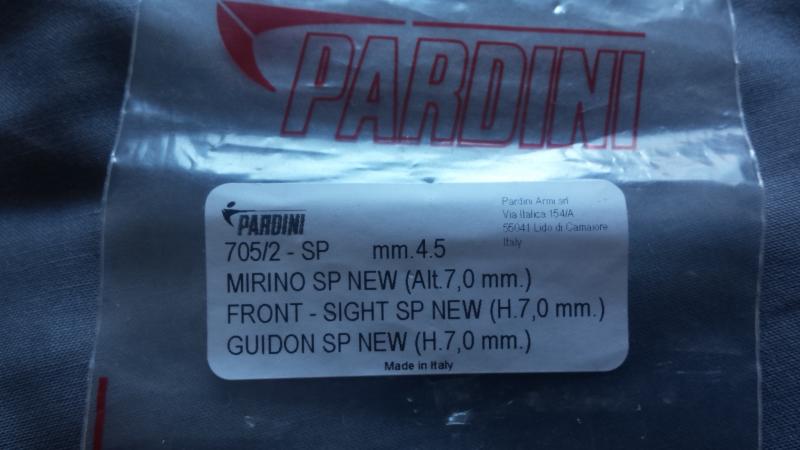 PARDINI
PARDINI
Pardini Armi srl
Via Italica 154/A
55041 Lido di Camaiore
Italy
705/2 - SP mm.4.5
MIRINO SP NEW (Alt.7,0 mm.)
FRONT - SIGHT SP NEW (H.7,0 mm.)
GUIDON SP NEW (H.7,0 mm.)
Made in Italy